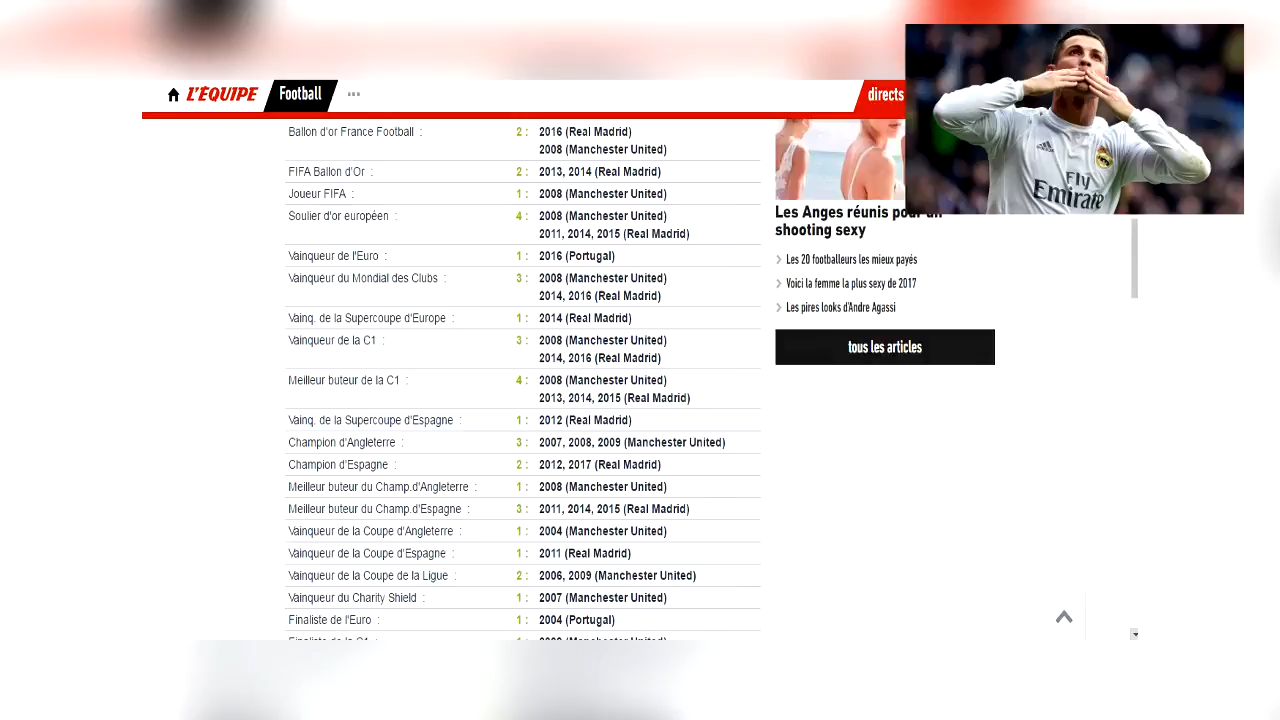 L'ÉQUIPE
Football
...
directs
Ballon d'or France Football : 2 : 2016 (Real Madrid)
2008 (Manchester United)
FIFA Ballon d'Or : 2 : 2013, 2014 (Real Madrid)
Joueur FIFA : 1 : 2008 (Manchester United)
Soulier d'or européen : 4 : 2008 (Manchester United)
2011, 2014, 2015 (Real Madrid)
Vainqueur de l'Euro : 1 : 2016 (Portugal)
Vainqueur du Mondial des Clubs : 3 : 2008 (Manchester United)
2014, 2016 (Real Madrid)
Vainq. de la Supercoupe d'Europe : 1 : 2014 (Real Madrid)
Vainqueur de la C1 : 3 : 2008 (Manchester United)
2014, 2016 (Real Madrid)
Meilleur buteur de la C1 : 4 : 2008 (Manchester United)
2013, 2014, 2015 (Real Madrid)
Vainq. de la Supercoupe d'Espagne : 1 : 2012 (Real Madrid)
Champion d'Angleterre : 3 : 2007, 2008, 2009 (Manchester United)
Champion d'Espagne : 2 : 2012, 2017 (Real Madrid)
Meilleur buteur du Champ.d'Angleterre : 1 : 2008 (Manchester United)
Meilleur buteur du Champ.d'Espagne : 3 : 2011, 2014, 2015 (Real Madrid)
Vainqueur de la Coupe d'Angleterre : 1 : 2004 (Manchester United)
Vainqueur de la Coupe d'Espagne : 1 : 2011 (Real Madrid)
Vainqueur de la Coupe de la Ligue : 2 : 2006, 2009 (Manchester United)
Vainqueur du Charity Shield : 1 : 2007 (Manchester United)
Finaliste de l'Euro : 1 : 2004 (Portugal)
Les Anges réunis pour un
shooting sexy
Les 20 footballeurs les mieux payés
Voici la femme la plus sexy de 2017
Les pires looks d'Andre Agassi
tous les articles
Fly
Emirate